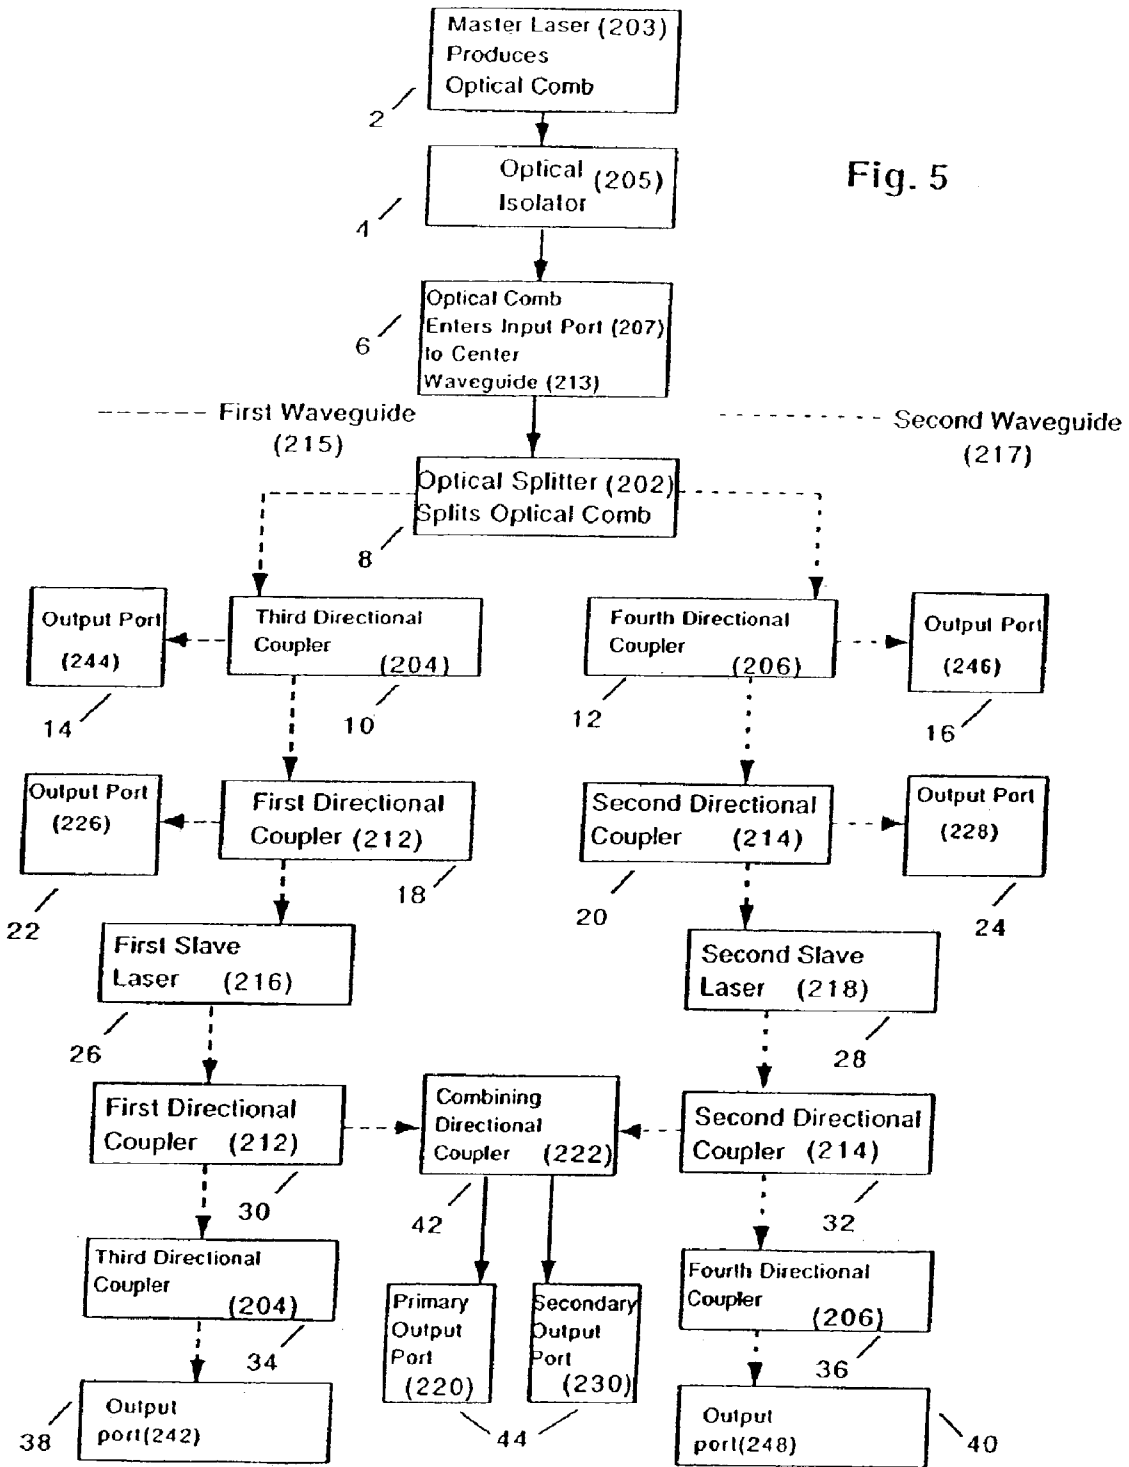 Master Laser (203)
Produces
Optical Comb
2
Optical (205)
Isolator
4
Fig. 5
Optical Comb
Enters Input Port (207)
to Center
Waveguide (213)
6
First Waveguide
(215)
Second Waveguide
(217)
Optical Splitter (202)
Splits Optical Comb
8
Output Port
(244)
14
Third Directional
Coupler
(204)
10
Fourth Directional
Coupler
(206)
12
Output Port
(246)
16
Output Port
(226)
22
First Directional
Coupler (212)
18
Second Directional
Coupler (214)
20
Output Port
(228)
24
First Slave
Laser (216)
26
Second Slave
Laser (218)
28
First Directional
Coupler (212)
30
Combining
Directional
Coupler (222)
42
Second Directional
Coupler (214)
32
Third Directional
Coupler
(204)
34
Primary
Output
Port
(220)
Secondary
Output
Port
(230)
44
Fourth Directional
Coupler
(206)
36
Output
port(242)
38
Output
port(248)
40